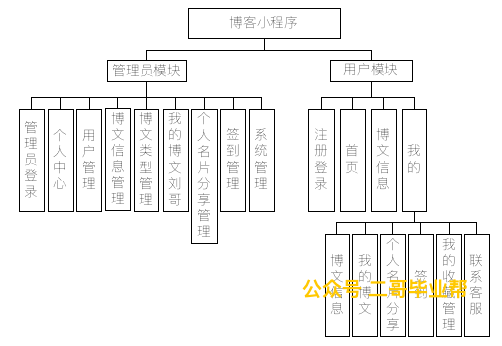 博客小程序
管理员模块
用户模块
管理员登录
个人中心
用户管理
博文信息管理
博文类型管理
我的博文刘哥
个人名片分享管理
签到管理
系统管理
注册登录
首页
博文信息
我的
博文信息
我的博文
个人名片分享
签到
我的收藏管理
联系客服
公众号:二哥毕业帮